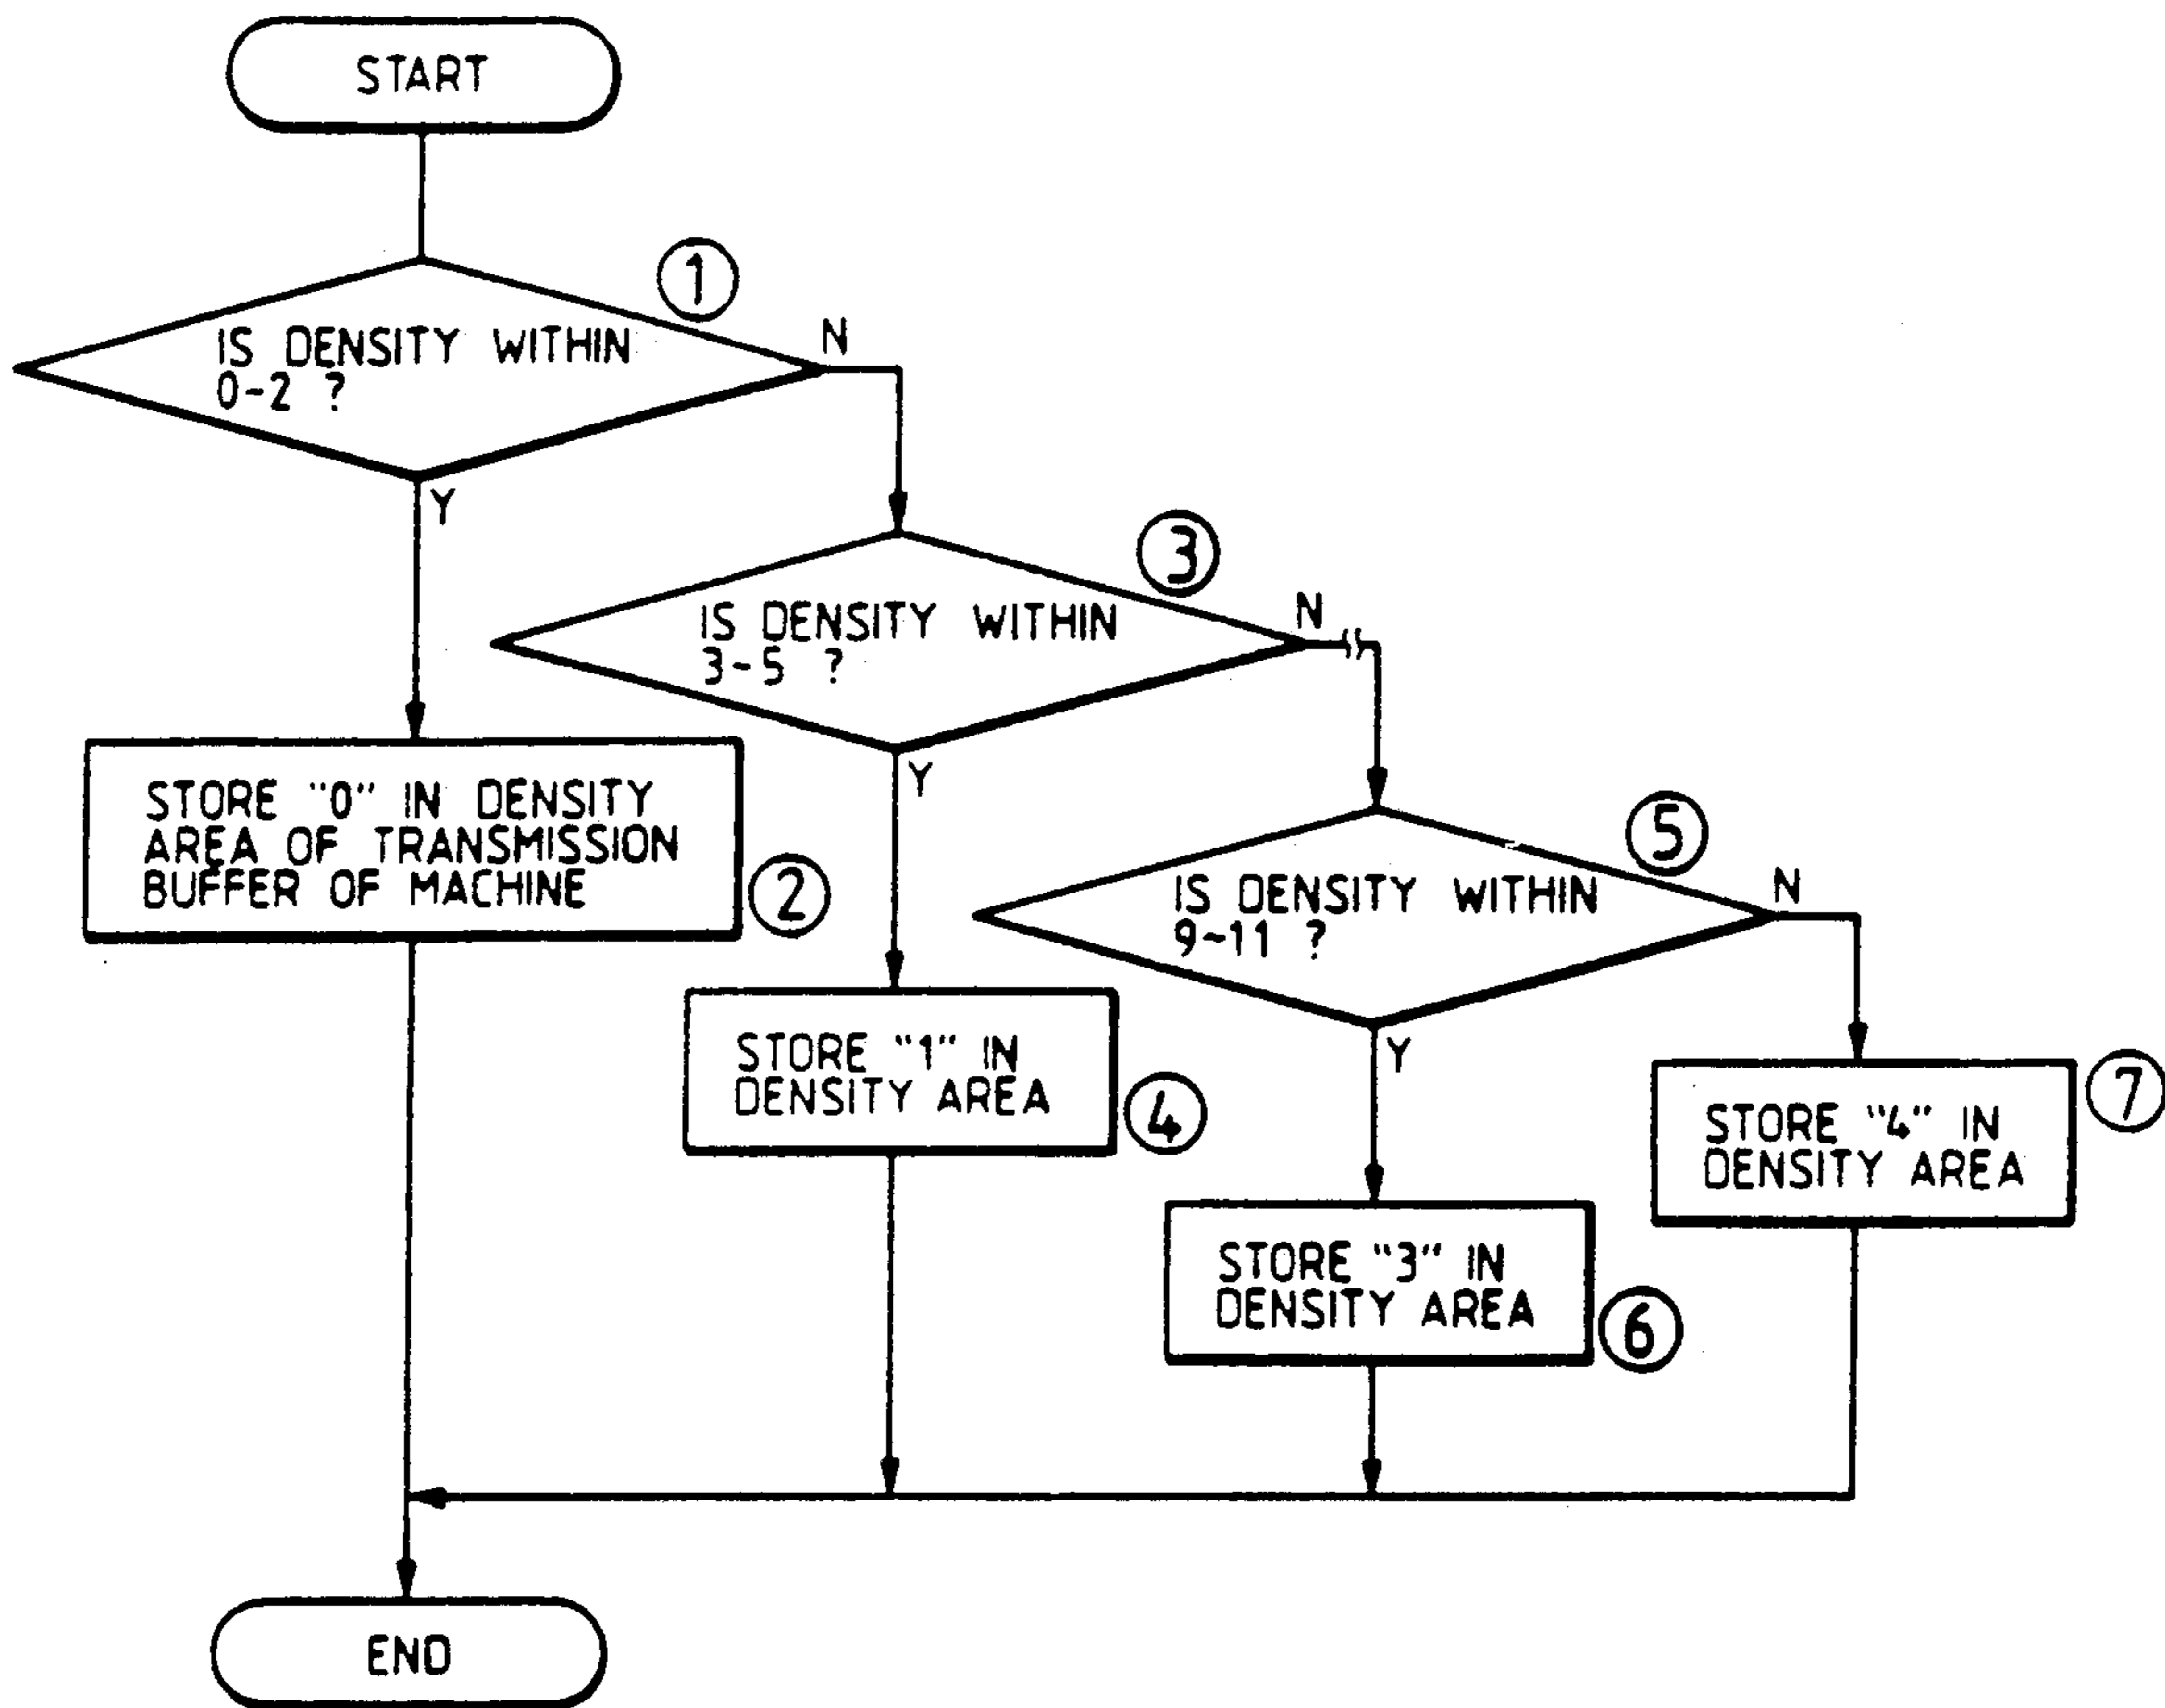 START
1
IS DENSITY WITHIN
0-2 ?
N
Y
3
IS DENSITY WITHIN
3-5 ?
N
Y
STORE "0" IN DENSITY
AREA OF TRANSMISSION
BUFFER OF MACHINE
2
5
IS DENSITY WITHIN
9-11 ?
N
Y
STORE "1" IN
DENSITY AREA
4
7
STORE "4" IN
DENSITY AREA
STORE "3" IN
DENSITY AREA
6
END